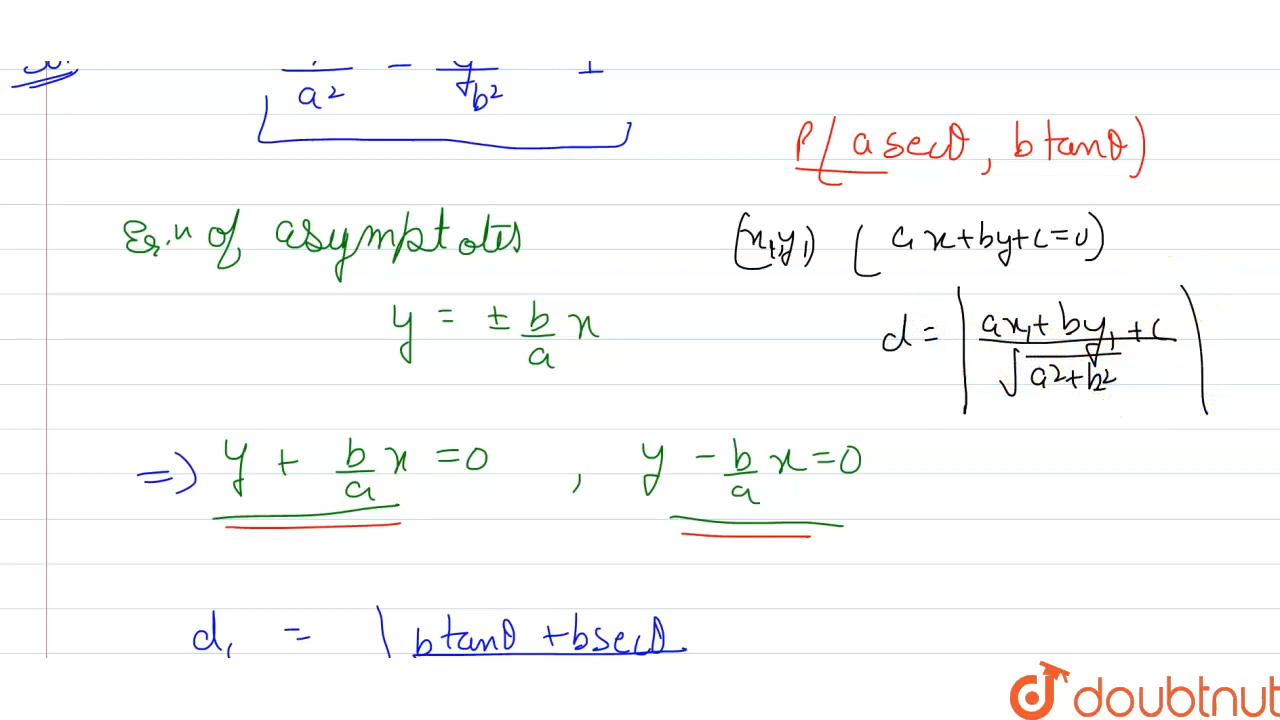 a² − b²
P(a secθ, b tanθ)
Eq.n of asymptotes
(x₁,y₁) (ax+by+c=0)
y = ± b/a x
d = | ax₁+by₁+c / √a²+b² |
=) y + b/a x = 0 , y − b/a x = 0
d₁ = | b tanθ + b secθ
doubtnut